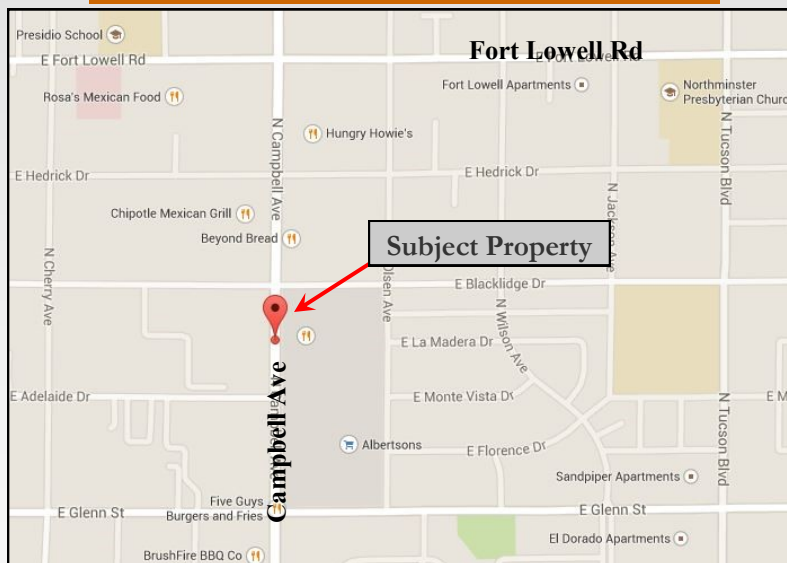 Presidio School
E Fort Lowell Rd
Fort Lowell Rd
Fort Lowell Apartments
Northminster
Presbyterian Churc
Rosa's Mexican Food
N Campbell Ave
Hungry Howie's
N Tucson Blvd
E Hedrick Dr
E Hedrick Dr
Chipotle Mexican Grill
Beyond Bread
Subject Property
N Cherry Ave
Olsen Ave
E Blacklidge Dr
N Wilson Ave
E La Madera Dr
E Adelaide Dr
Campbell Ave
E Monte Vista Dr
E M
N Tucson Blvd
Albertsons
E Florence Dr
Sandpiper Apartments
Five Guys
Burgers and Fries
E Glenn St
E Glenn St
El Dorado Apartments
BrushFire BBQ Co